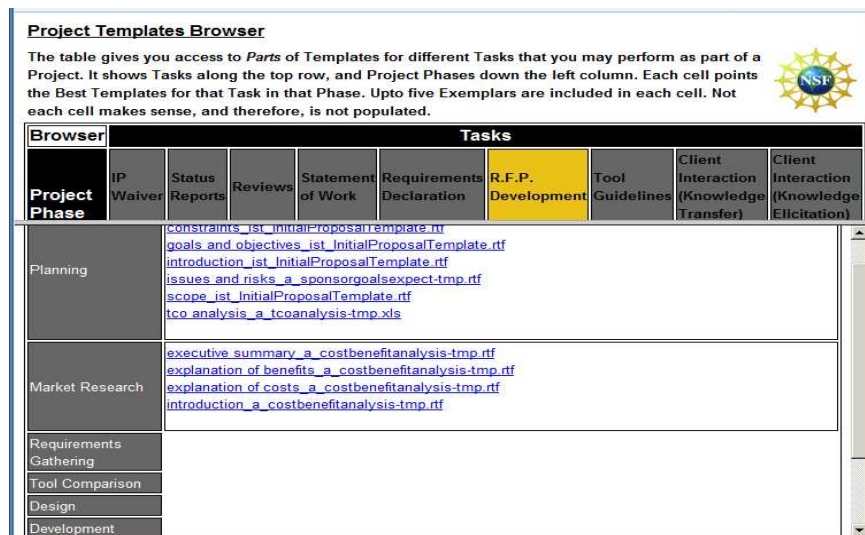 Project Templates Browser
The table gives you access to Parts of Templates for different Tasks that you may perform as part of a
Project. It shows Tasks along the top row, and Project Phases down the left column. Each cell points
the Best Templates for that Task in that Phase. Upto five Exemplars are included in each cell. Not
each cell makes sense, and therefore, is not populated.
NSF
Browser
Tasks
Project
Phase
IP
Waiver
Status
Reports
Reviews
Statement
of Work
Requirements
Declaration
R.F.P.
Development
Tool
Guidelines
Client
Interaction
(Knowledge
Transfer)
Client
Interaction
(Knowledge
Elicitation)
Planning
constraints_ist_InitialProposalTemplate.rtf
goals and objectives_ist_InitialProposalTemplate.rtf
introduction_ist_InitialProposalTemplate.rtf
issues and risks_a_sponsorgoalsexpect-tmp.rtf
scope_ist_InitialProposalTemplate.rtf
tco analysis_a_tcoanalysis-tmp.xls
Market Research
executive summary_a_costbenefitanalysis-tmp.rtf
explanation of benefits_a_costbenefitanalysis-tmp.rtf
explanation of costs_a_costbenefitanalysis-tmp.rtf
introduction_a_costbenefitanalysis-tmp.rtf
Requirements
Gathering
Tool Comparison
Design
Development